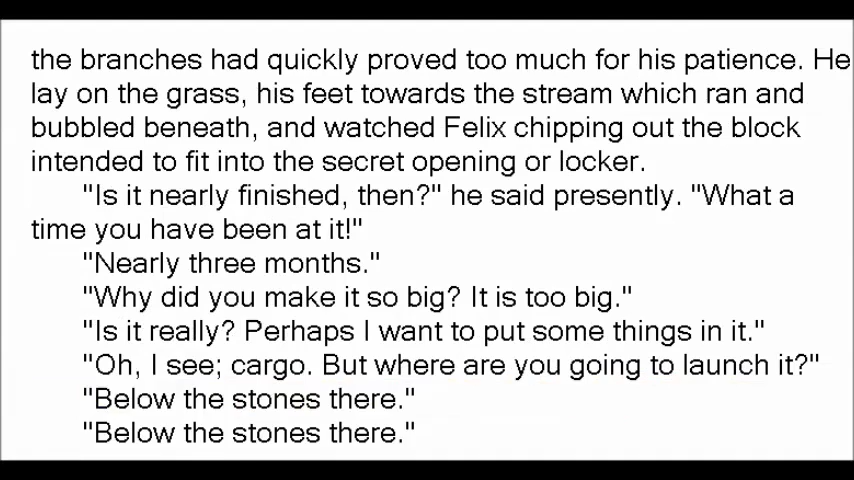 the branches had quickly proved too much for his patience. He
lay on the grass, his feet towards the stream which ran and
bubbled beneath, and watched Felix chipping out the block
intended to fit into the secret opening or locker.
"Is it nearly finished, then?" he said presently. "What a
time you have been at it!"
"Nearly three months."
"Why did you make it so big? It is too big."
"Is it really? Perhaps I want to put some things in it."
"Oh, I see; cargo. But where are you going to launch it?"
"Below the stones there."
"Below the stones there."